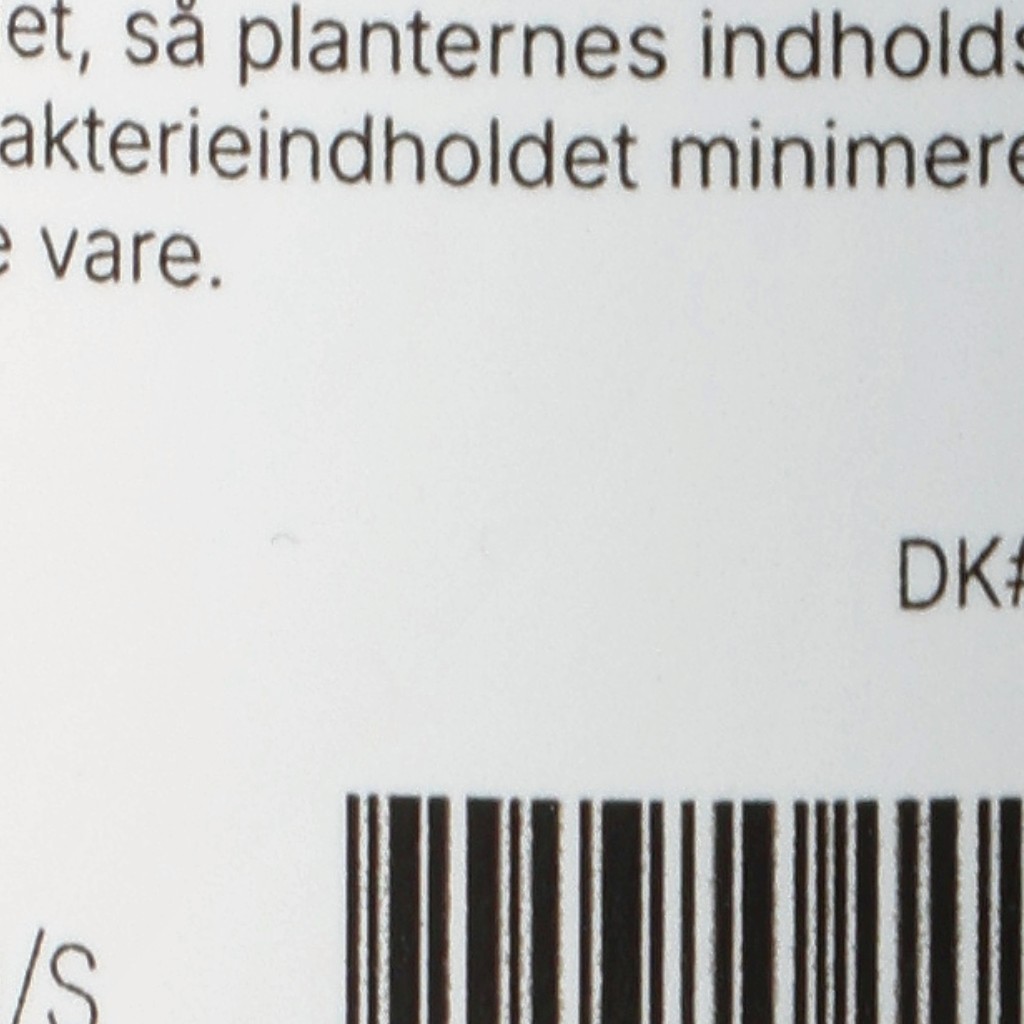 et, så planternes indholds
akterieindholdet minimere
e vare.
DK#
/S